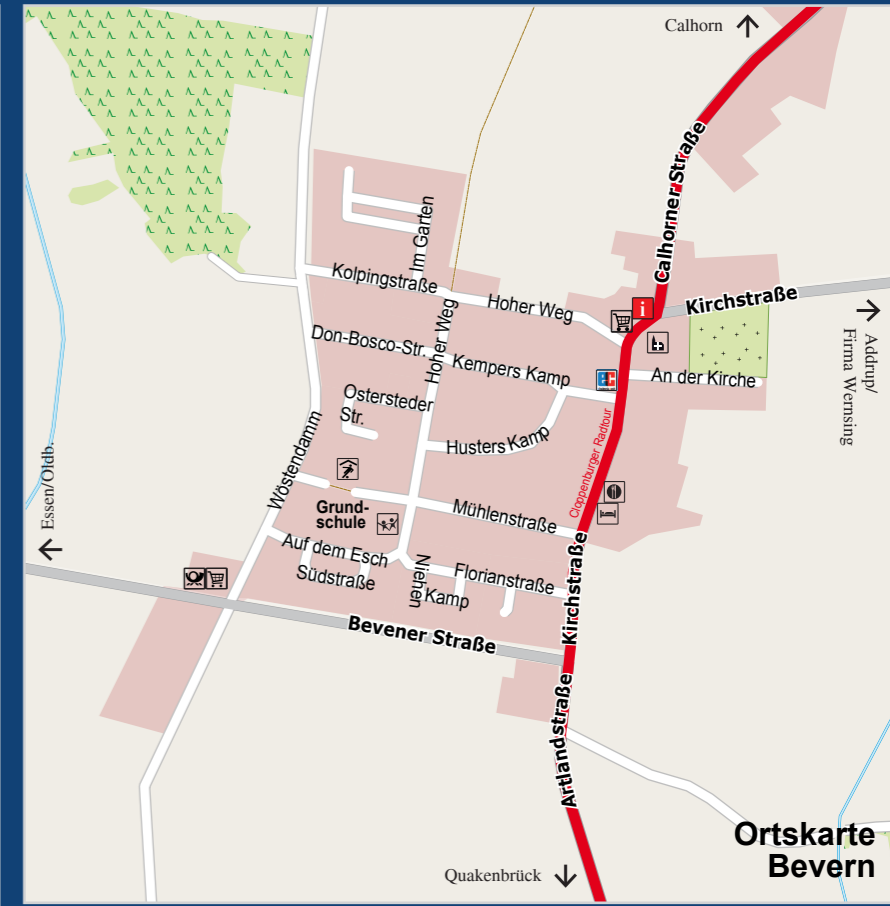 Calhorn
Calhorner Straße
Im Garten
Kolpingstraße
Hoher Weg
Kirchstraße
i
Addrup/
Firma Wernsing
Hoher Weg
Don-Bosco-Str.
Kempers Kamp
An der Kirche
Ostersteder
Str.
Husters Kamp
Cloppenburger Radtour
Wöstendamm
Essen/Oldb.
Grund-
schule
Mühlenstraße
Auf dem Esch
Südstraße
Niehen
Kamp
Florianstraße
Kirchstraße
Bevener Straße
Artlandstraße
Quakenbrück
Ortskarte
Bevern